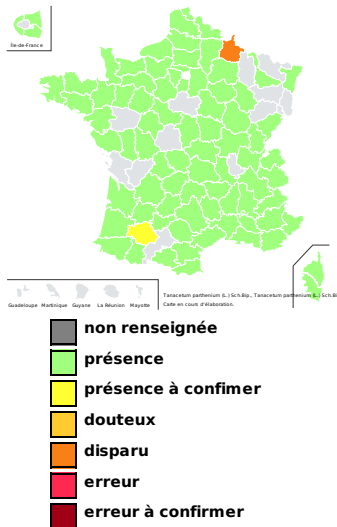 Île-de-France
Guadeloupe Martinique Guyane La Réunion Mayotte
Tanacetum parthenium (L.) Sch.Bip., Tanacetum parthenium (L.) Sch.Bi
Carte en cours d'élaboration.
non renseignée
présence
présence à confimer
douteux
disparu
erreur
erreur à confirmer